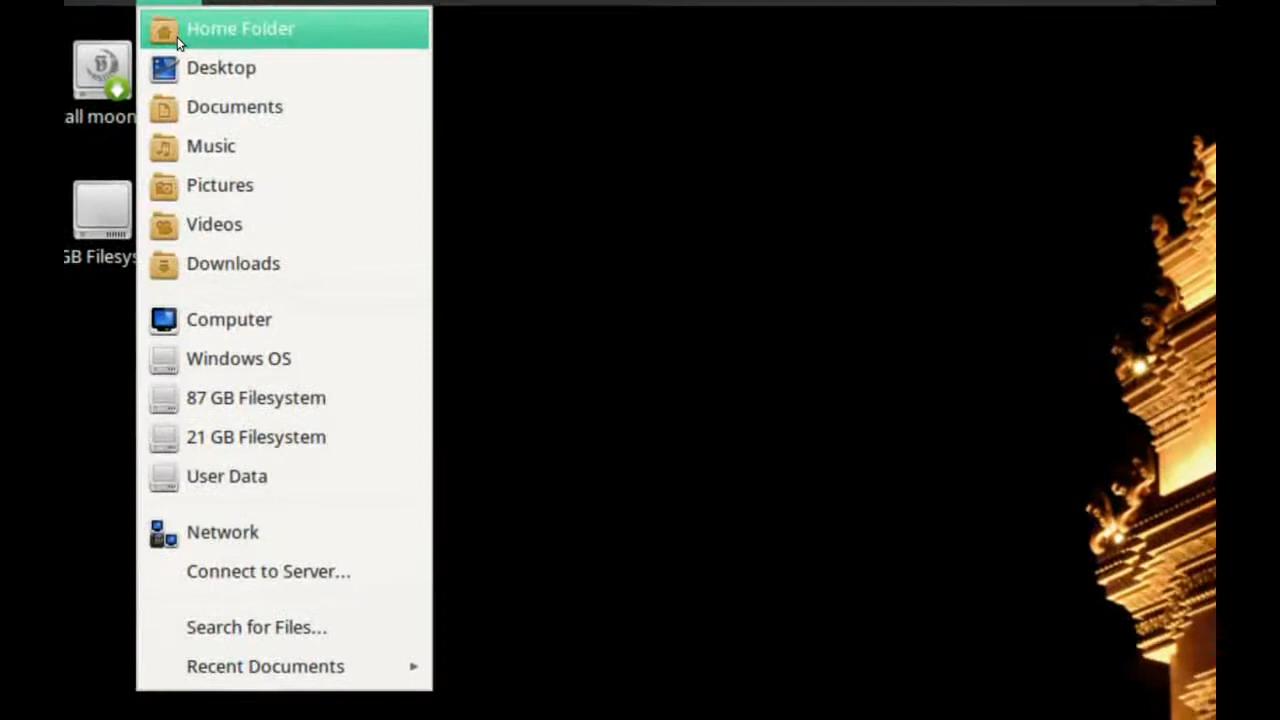 Home Folder
Desktop
all moon
Documents
Music
Pictures
Videos
GB Filesys
Downloads
Computer
Windows OS
87 GB Filesystem
21 GB Filesystem
User Data
Network
Connect to Server...
Search for Files...
Recent Documents